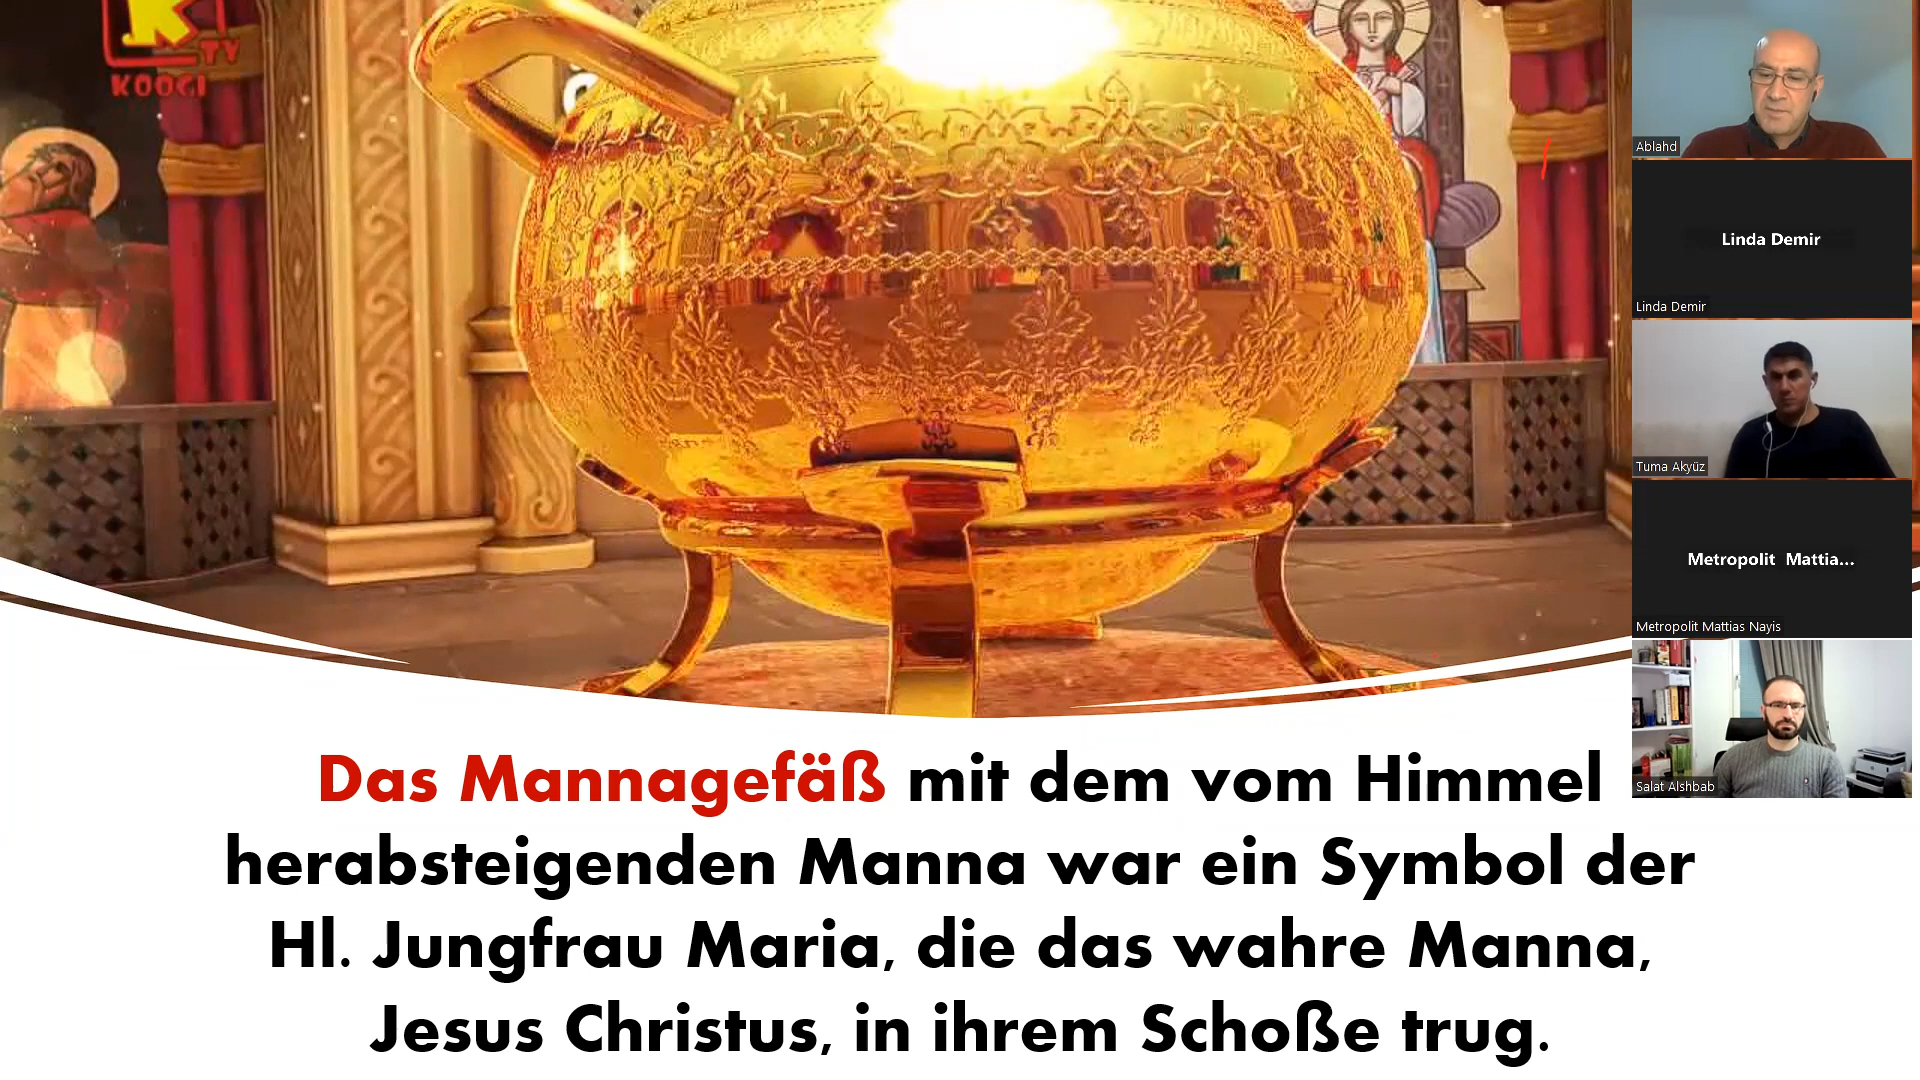 K
TV
KOOGI
Ablahd
Linda Demir
Linda Demir
Tuma Akyüz
Metropolit Mattia...
Metropolit Mattias Nayis
Salat Alshbab
Das Mannagefäß mit dem vom Himmel
herabsteigenden Manna war ein Symbol der
Hl. Jungfrau Maria, die das wahre Manna,
Jesus Christus, in ihrem Schoße trug.